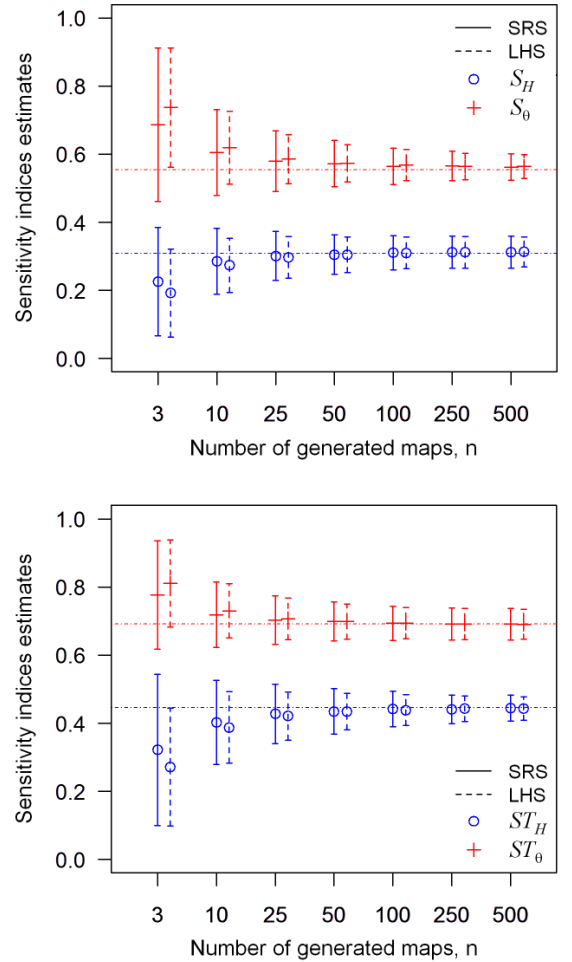 Sensitivity indices estimates
1.0
0.8
0.6
0.4
0.2
0.0
SRS
LHS
S_H
S_θ
3 10 25 50 100 250 500
Number of generated maps, n
Sensitivity indices estimates
1.0
0.8
0.6
0.4
0.2
0.0
SRS
LHS
ST_H
ST_θ
3 10 25 50 100 250 500
Number of generated maps, n